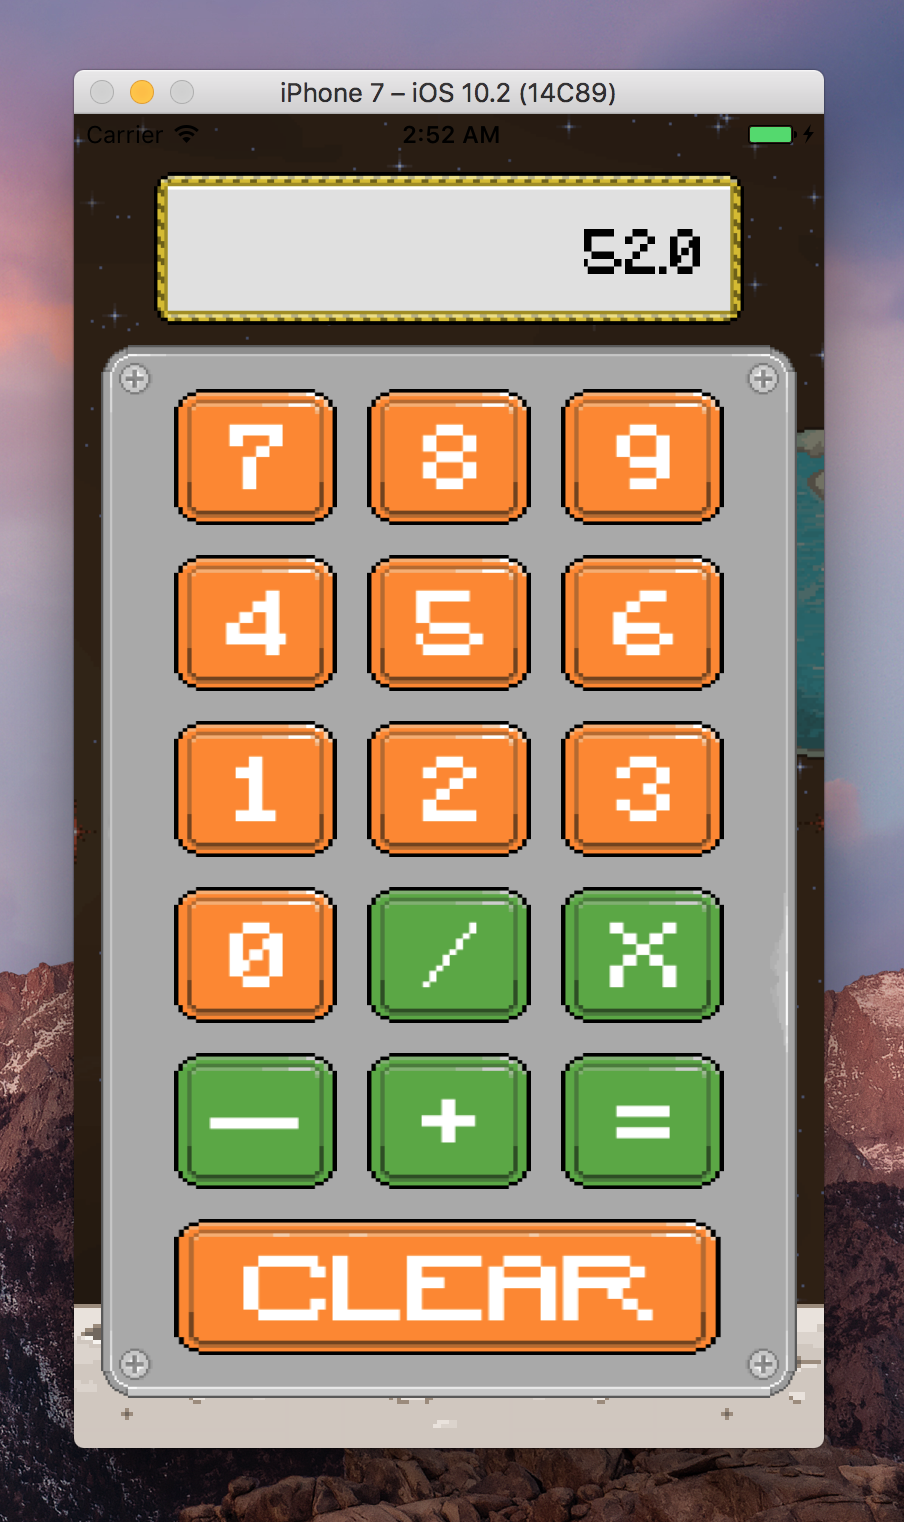 iPhone 7 – iOS 10.2 (14C89)
Carrier 2:52 AM
52.0
7 8 9
4 5 6
1 2 3
0 / X
— + =
CLEAR